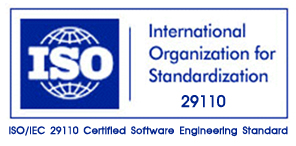 ISO
International
Organization for
Standardization
29110
ISO/IEC 29110 Certified Software Engineering Standard